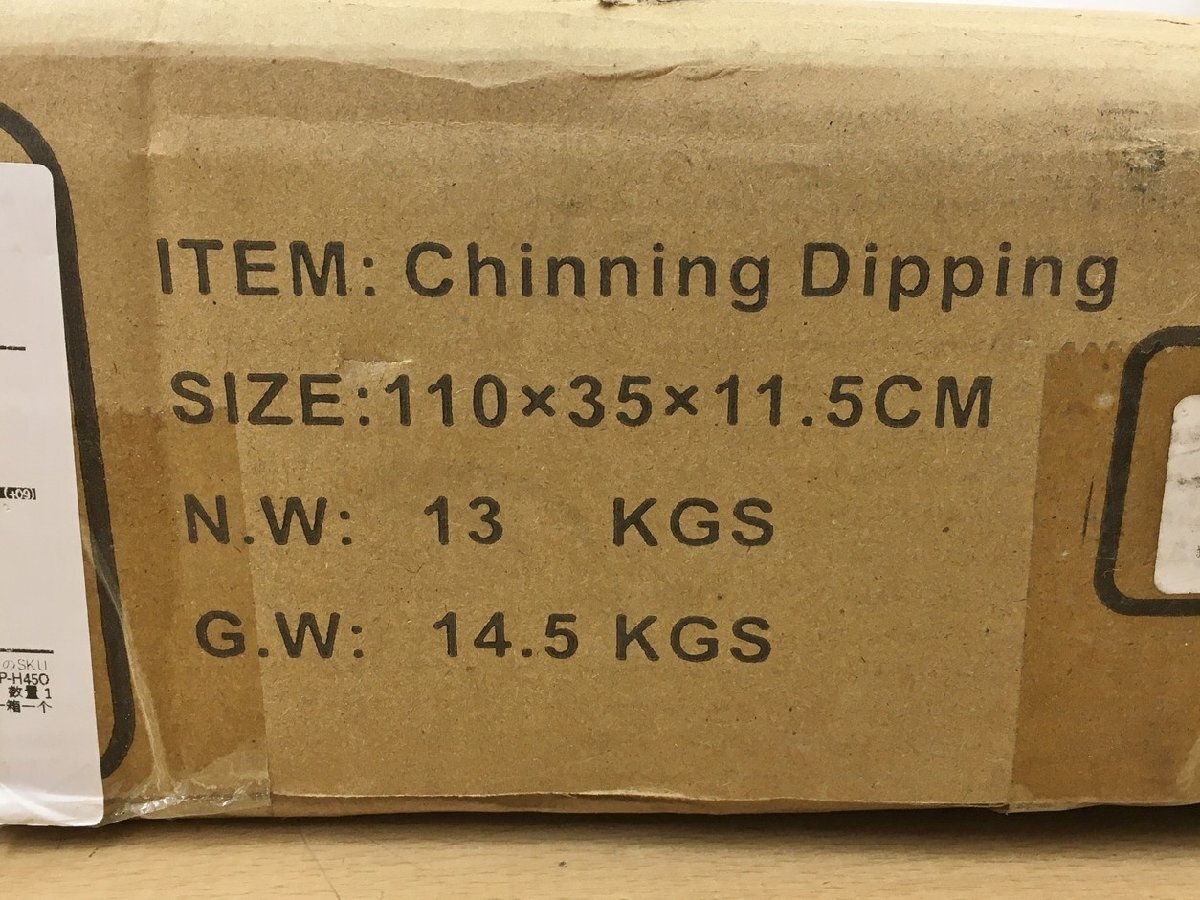 ITEM: Chinning Dipping
SIZE:110×35×11.5CM
N.W: 13 KGS
G.W: 14.5 KGS
(+09)
のSKU
P-H450
数量 1
一箱一个